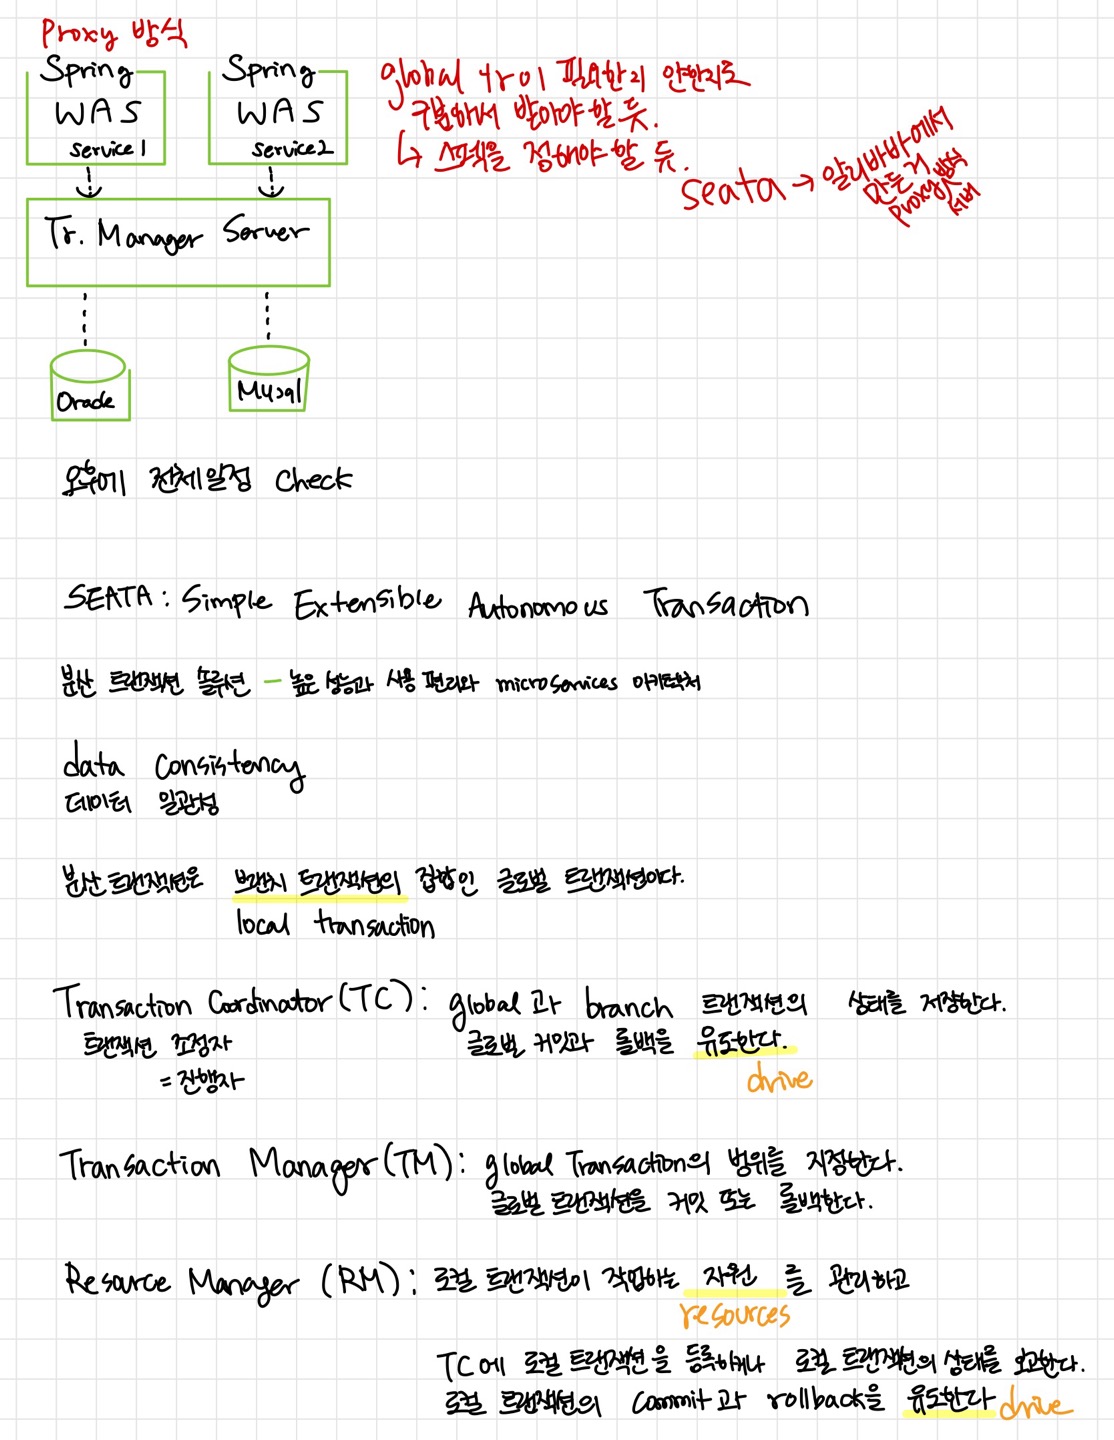 Proxy 방식
Spring
WAS
service1
Spring
WAS
service2
global tr이 필요한지 안한지도
구분해서 받아야 할 듯.
↳ 스펙을 정해야 할 듯.
seata → 알리바바에서
만든 거
proxy 방식
서버
Tr. Manager Server
Oracle
Mysql
오후에 전체일정 check
SEATA : Simple Extensible Autonomous Transaction
분산 트랜잭션 솔루션 - 높은 성능과 사용 편리와 microservices 아키텍처
data consistency
데이터 일관성
분산 트랜잭션은 브랜치 트랜잭션의 집합인 글로벌 트랜잭션이다.
local transaction
Transaction Coordinator (TC) : global과 branch 트랜잭션의 상태를 저장한다.
트랜잭션 조정자
글로벌 커밋과 롤백을 유도한다.
= 진행자
drive
Transaction Manager (TM) : global Transaction의 범위를 지정한다.
글로벌 트랜잭션을 커밋 또는 롤백한다.
Resource Manager (RM) : 로컬 트랜잭션이 작업하는 자원 을 관리하고
resources
TC에 로컬 트랜잭션을 등록하거나 로컬 트랜잭션의 상태를 보고한다.
로컬 트랜잭션의 commit과 rollback을 유도한다 drive